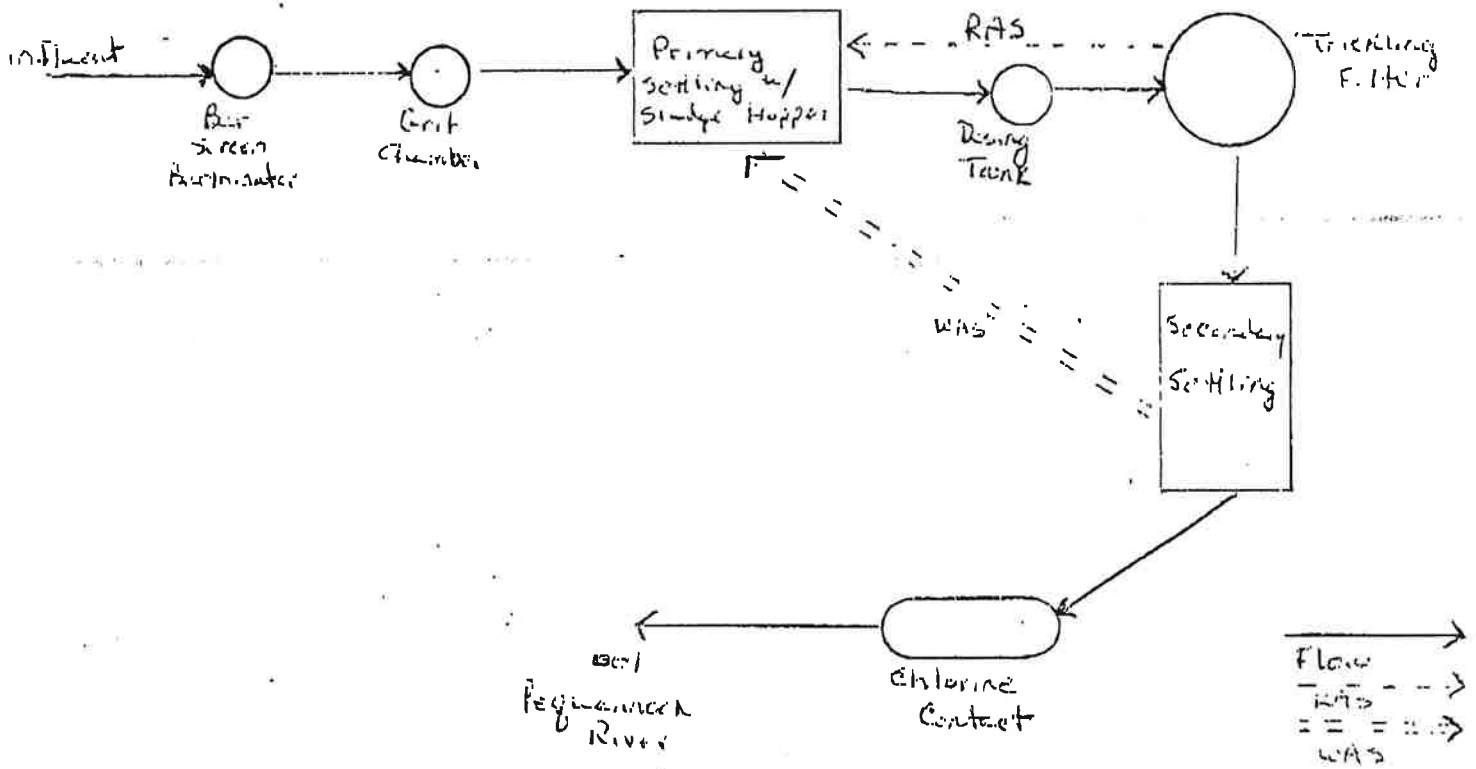 influent
Bar
Screen
Grit
Chamber
Primary
Settling w/
Sludge Hopper
RAS
Dosing
Tank
Trickling
Filter
WAS
Secondary
Settling
Chlorine
Contact
Pequannock
River
Flow
RAS
WAS